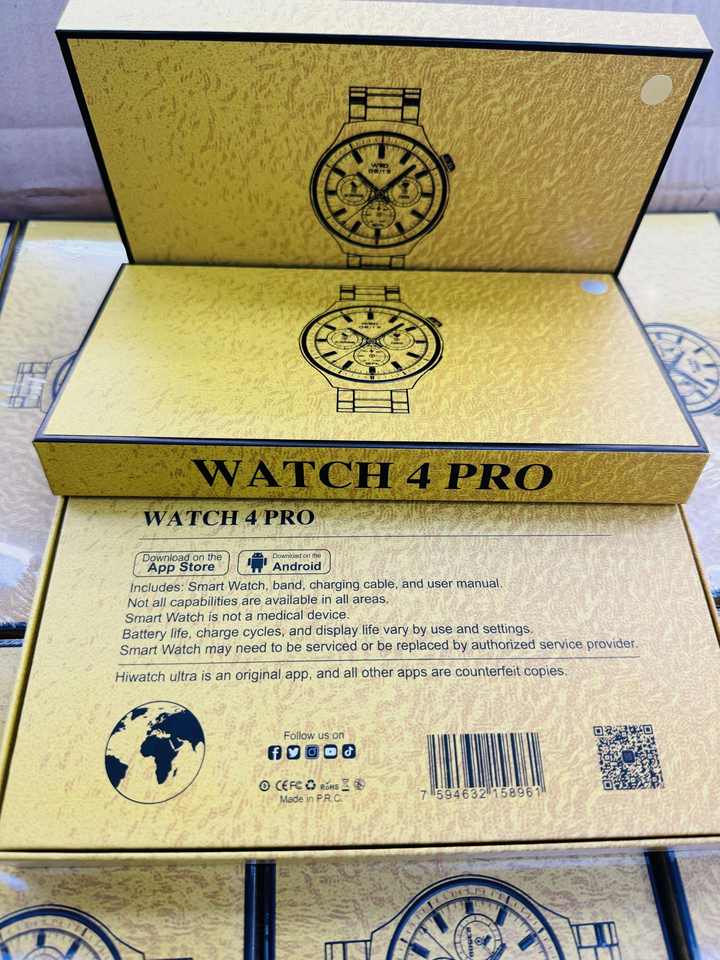 WATCH 4 PRO
WATCH 4 PRO
Download on the
App Store
Download on the
Android
Includes: Smart Watch, band, charging cable, and user manual.
Not all capabilities are available in all areas.
Smart Watch is not a medical device.
Battery life, charge cycles, and display life vary by use and settings.
Smart Watch may need to be serviced or be replaced by authorized service provider.
Hiwatch ultra is an original app, and all other apps are counterfeit copies.
Follow us on
CE FC RoHS
Made in P.R.C.
7 594632 158961